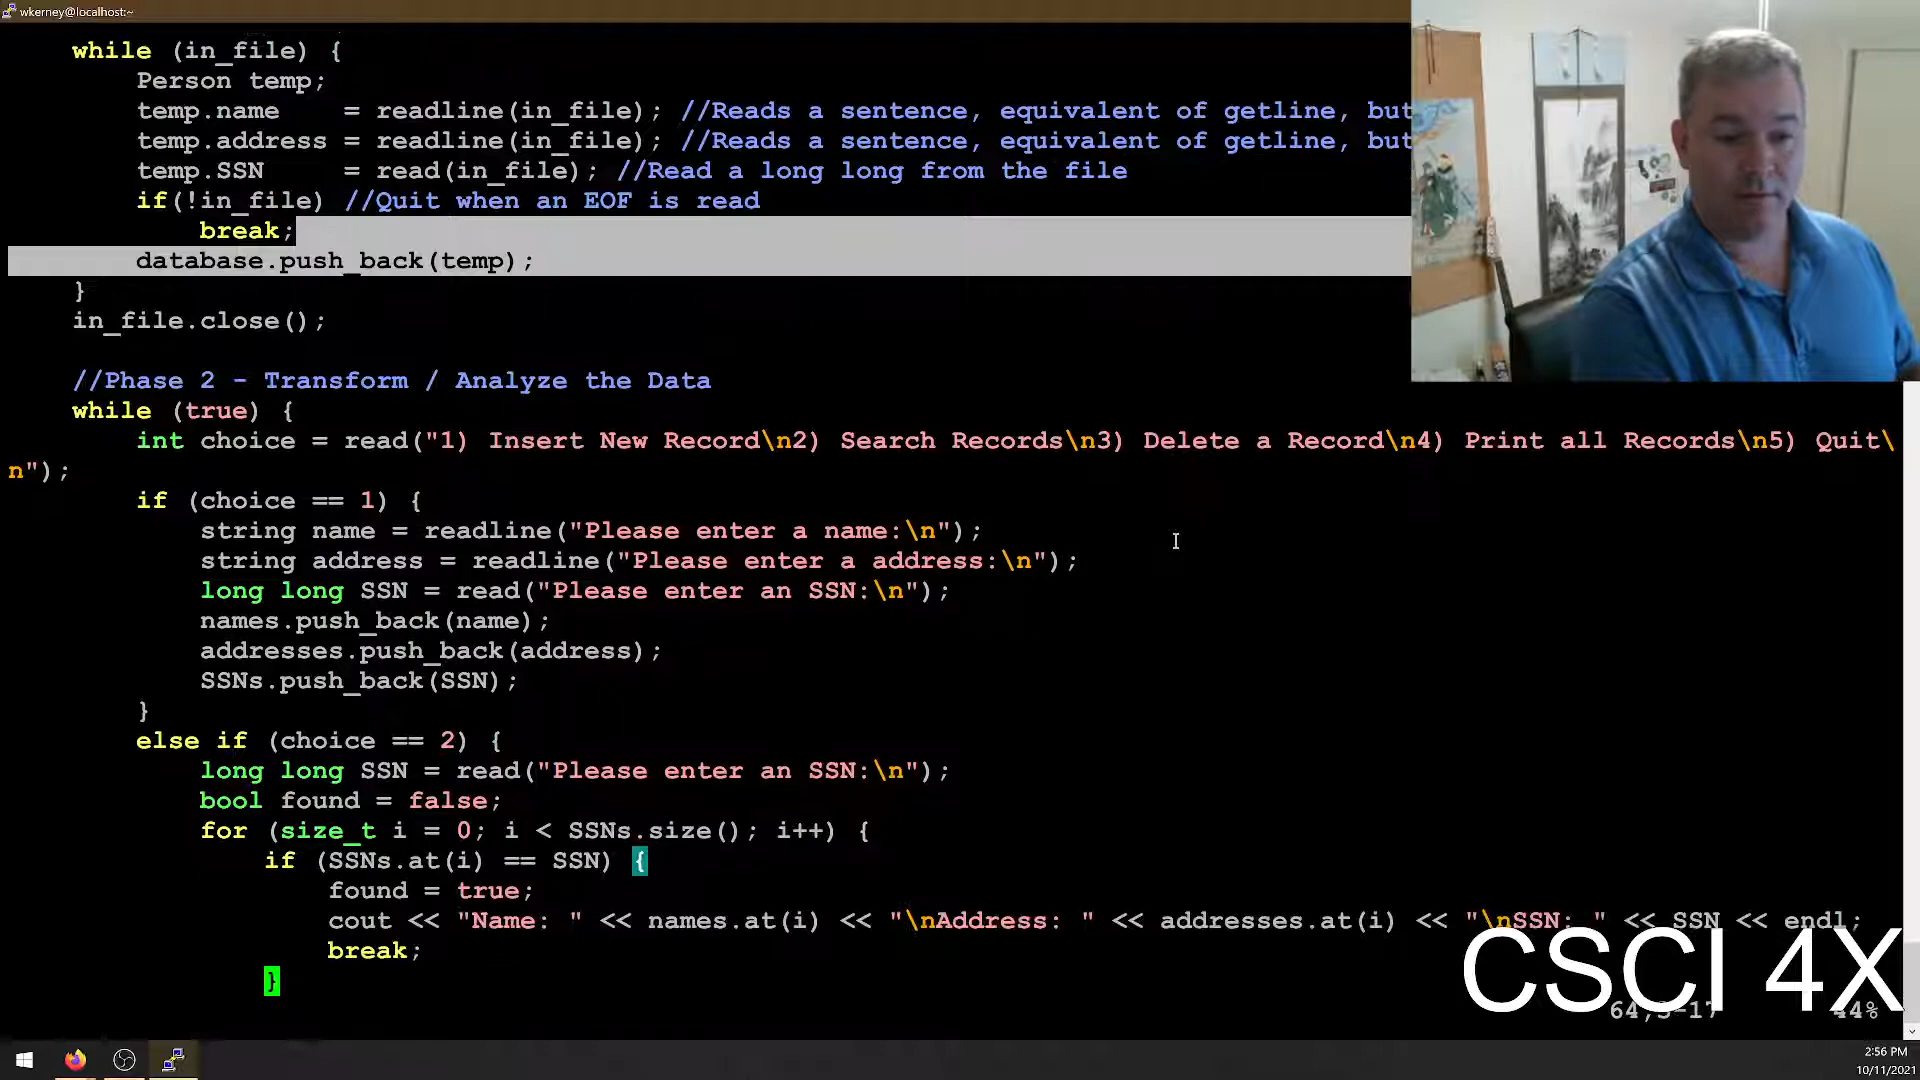 wkerney@localhost:~
while (in_file) {
Person temp;
temp.name = readline(in_file); //Reads a sentence, equivalent of getline, but
temp.address = readline(in_file); //Reads a sentence, equivalent of getline, but
temp.SSN = read(in_file); //Read a long long from the file
if(!in_file) //Quit when an EOF is read
break;
database.push_back(temp);
}
in_file.close();
//Phase 2 - Transform / Analyze the Data
while (true) {
int choice = read("1) Insert New Record\n2) Search Records\n3) Delete a Record\n4) Print all Records\n5) Quit\
n");
if (choice == 1) {
string name = readline("Please enter a name:\n");
string address = readline("Please enter a address:\n");
long long SSN = read("Please enter an SSN:\n");
names.push_back(name);
addresses.push_back(address);
SSNs.push_back(SSN);
}
else if (choice == 2) {
long long SSN = read("Please enter an SSN:\n");
bool found = false;
for (size_t i = 0; i < SSNs.size(); i++) {
if (SSNs.at(i) == SSN) {
found = true;
cout << "Name: " << names.at(i) << "\nAddress: " << addresses.at(i) << "\nSSN: " << SSN << endl;
break;
}
CSCI 4X
44%
2:56 PM
10/11/2021